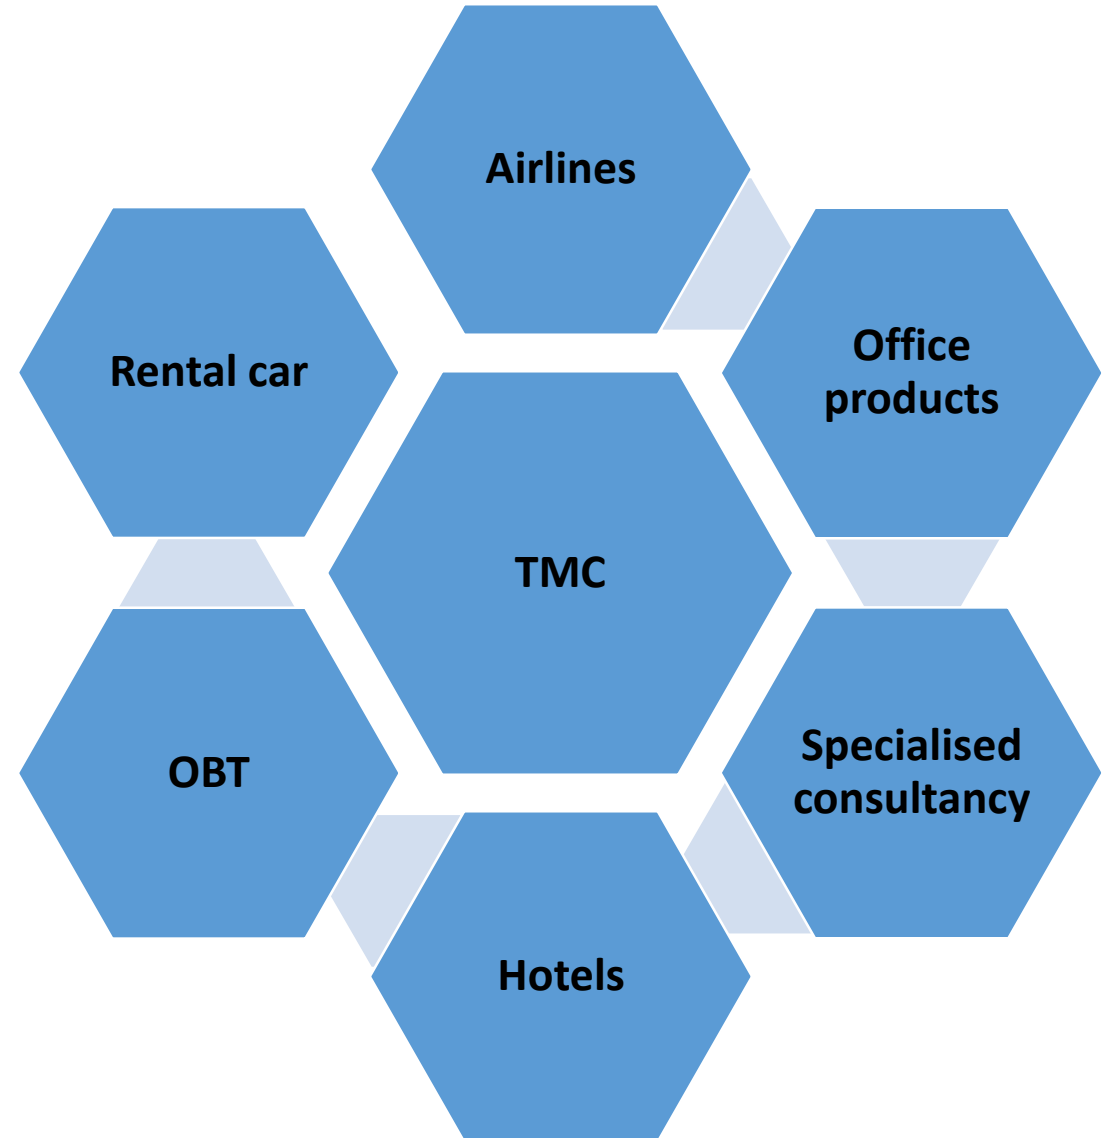 Airlines
Rental car
Office
products
TMC
OBT
Specialised
consultancy
Hotels